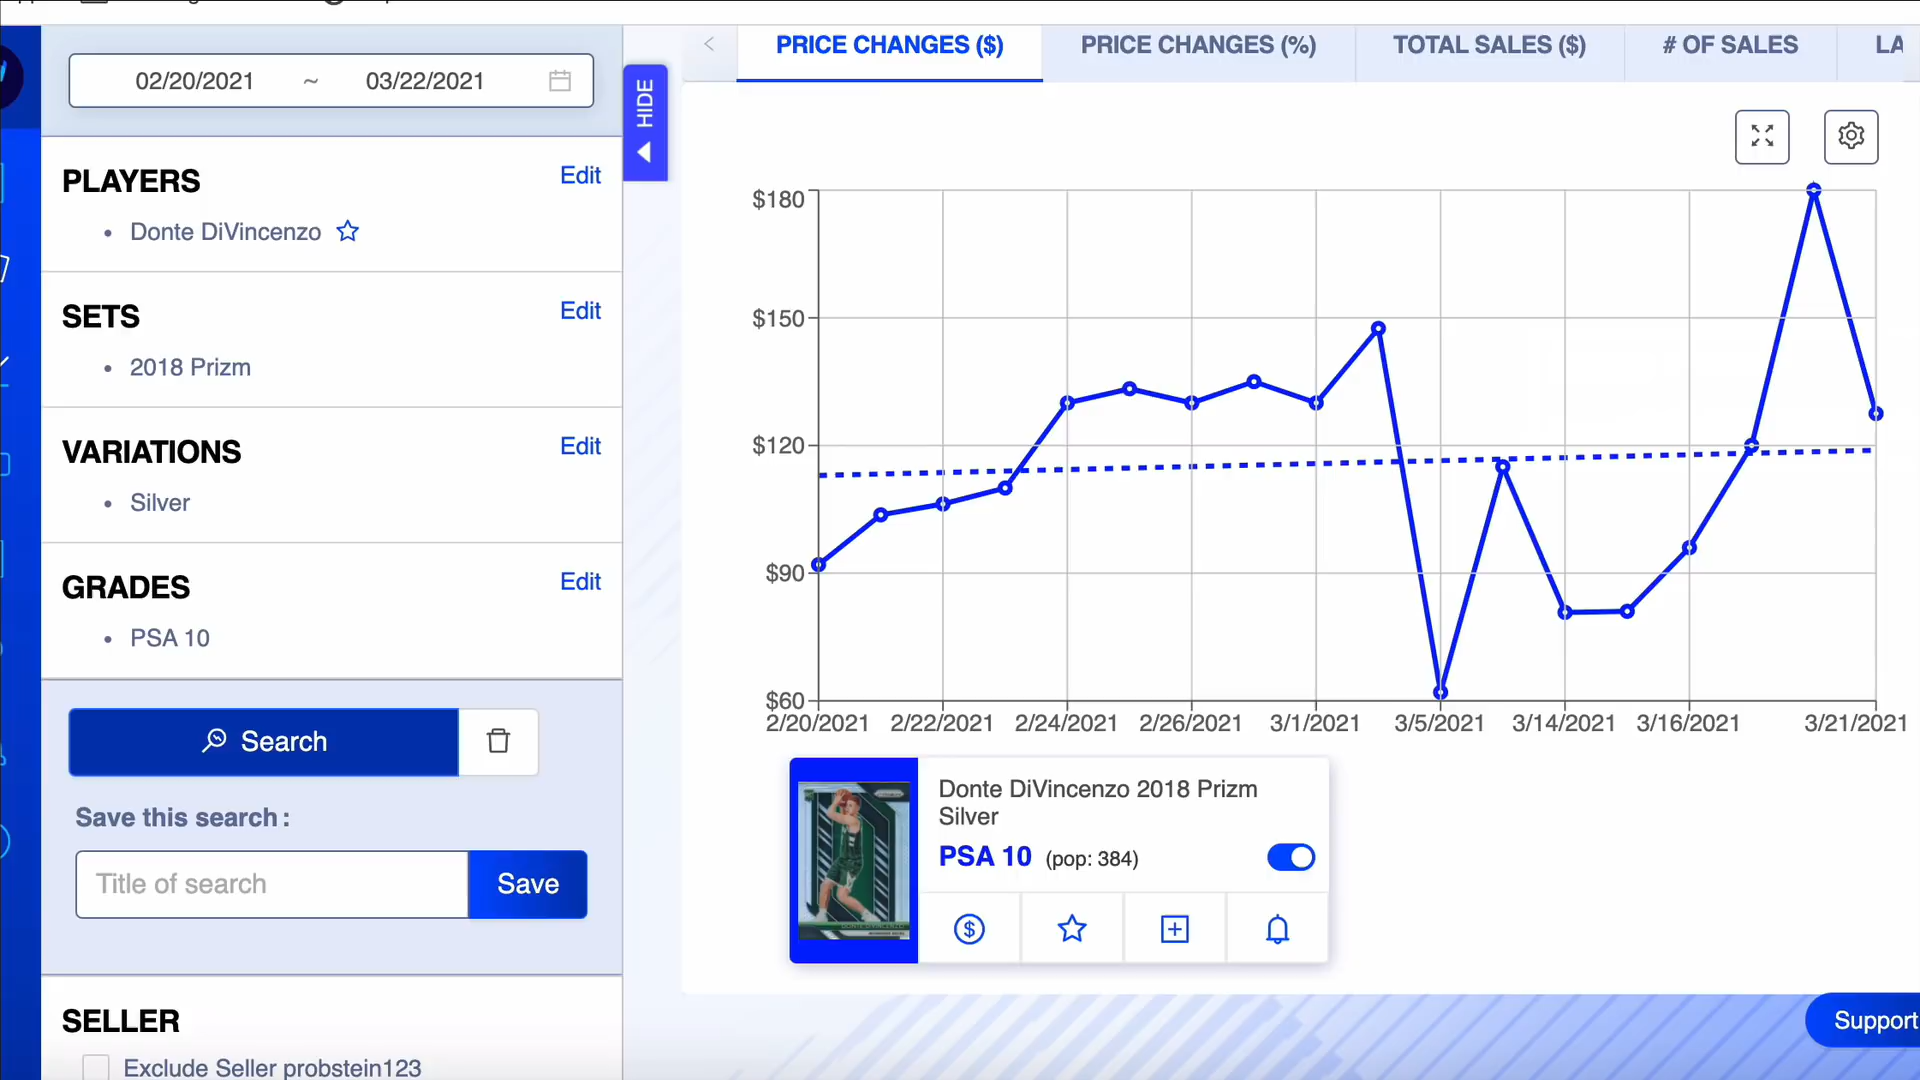 02/20/2021 ~ 03/22/2021
PLAYERS Edit
• Donte DiVincenzo
SETS Edit
• 2018 Prizm
VARIATIONS Edit
• Silver
GRADES Edit
• PSA 10
Search
Save this search :
Title of search Save
SELLER
Exclude Seller probstein123
HIDE
PRICE CHANGES ($) PRICE CHANGES (%) TOTAL SALES ($) # OF SALES LA
$180
$150
$120
$90
$60
2/20/2021 2/22/2021 2/24/2021 2/26/2021 3/1/2021 3/5/2021 3/14/2021 3/16/2021 3/21/2021
Donte DiVincenzo 2018 Prizm
Silver
PSA 10 (pop: 384)
Support